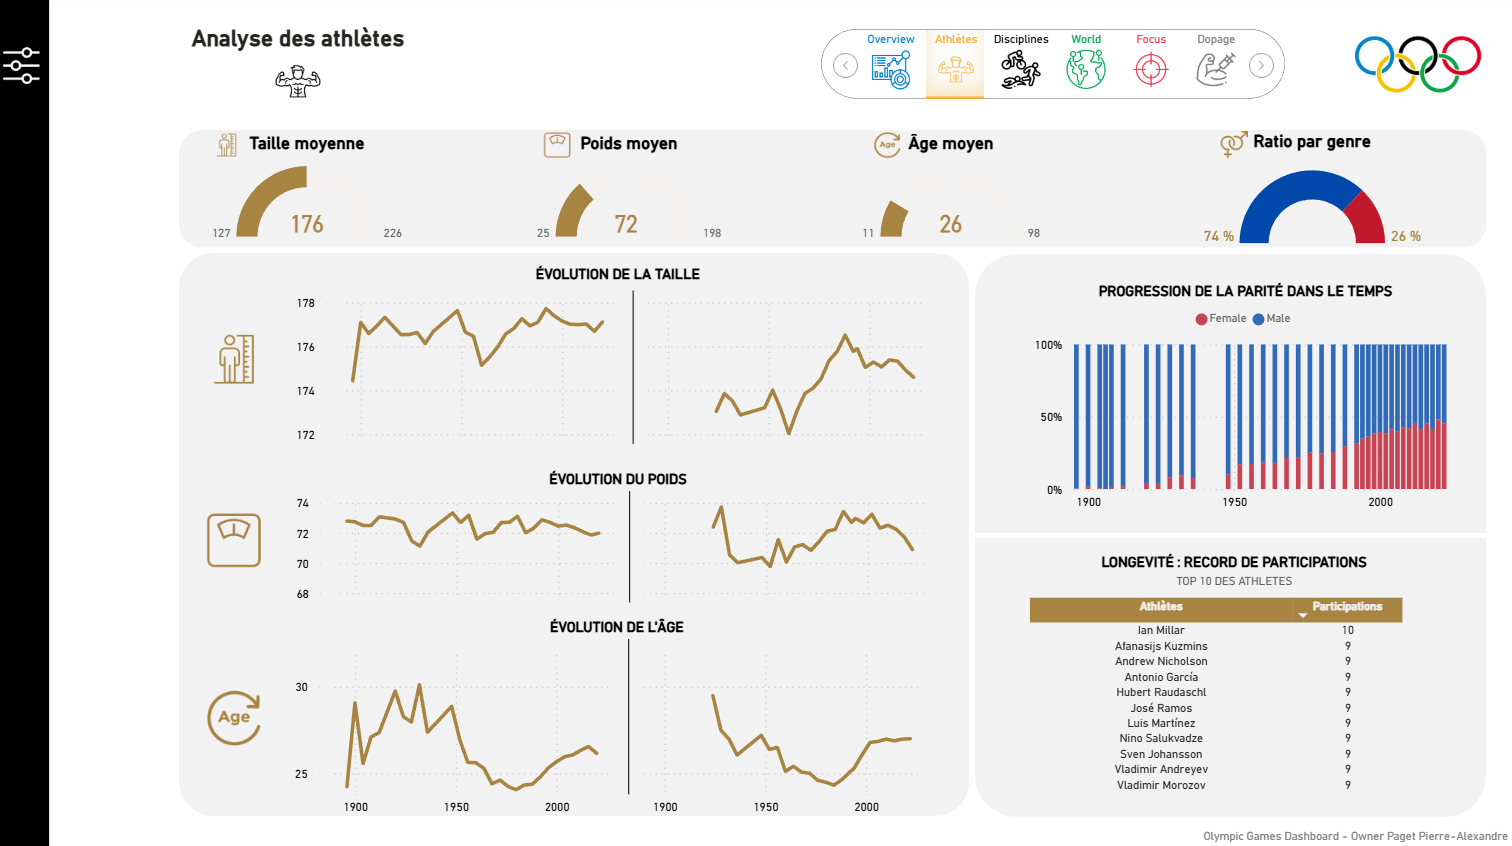 Analyse des athlètes
Overview
Athlètes
Disciplines
World
Focus
Dopage
Taille moyenne
127
176
226
Poids moyen
25
72
198
Age
Âge moyen
11
26
98
Ratio par genre
74 %
26 %
ÉVOLUTION DE LA TAILLE
178
176
174
172
ÉVOLUTION DU POIDS
74
72
70
68
ÉVOLUTION DE L'ÂGE
Age
30
25
1900 1950 2000 1900 1950 2000
PROGRESSION DE LA PARITÉ DANS LE TEMPS
Female Male
100%
50%
0%
1900 1950 2000
LONGEVITÉ : RECORD DE PARTICIPATIONS
TOP 10 DES ATHLETES
Athlètes Participations
Ian Millar 10
Afanasijs Kuzmins 9
Andrew Nicholson 9
Antonio García 9
Hubert Raudaschl 9
José Ramos 9
Luis Martínez 9
Nino Salukvadze 9
Sven Johansson 9
Vladimir Andreyev 9
Vladimir Morozov 9
Olympic Games Dashboard - Owner Paget Pierre-Alexandre